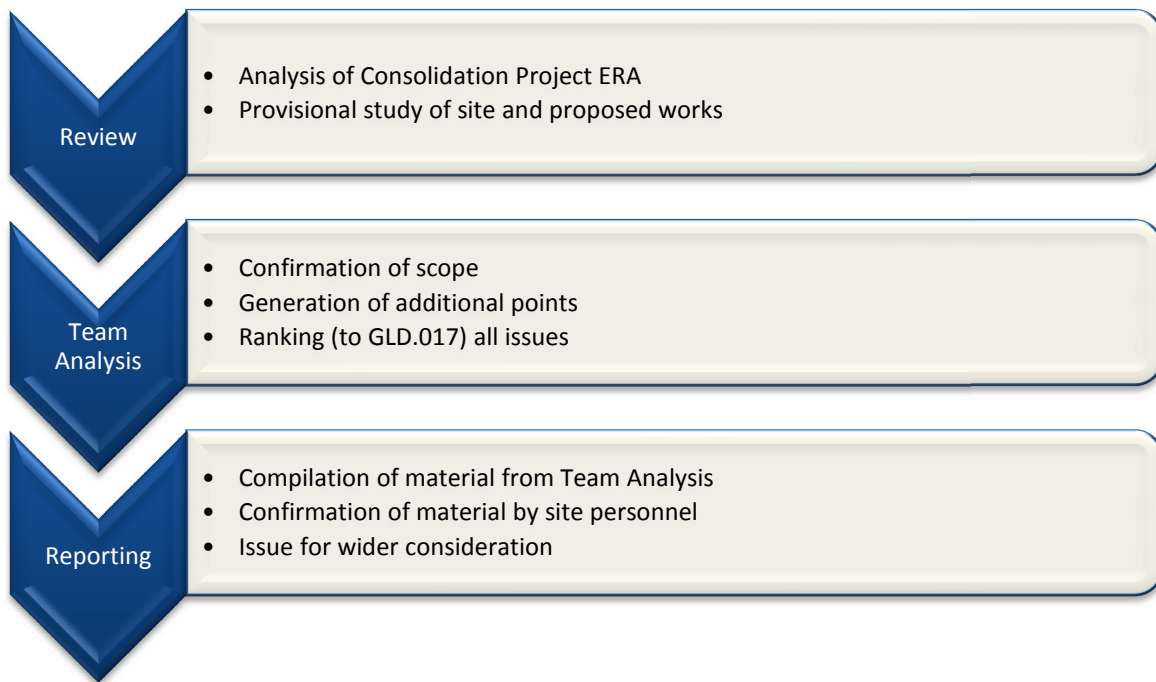 Review
• Analysis of Consolidation Project ERA
• Provisional study of site and proposed works
Team
Analysis
• Confirmation of scope
• Generation of additional points
• Ranking (to GLD.017) all issues
Reporting
• Compilation of material from Team Analysis
• Confirmation of material by site personnel
• Issue for wider consideration